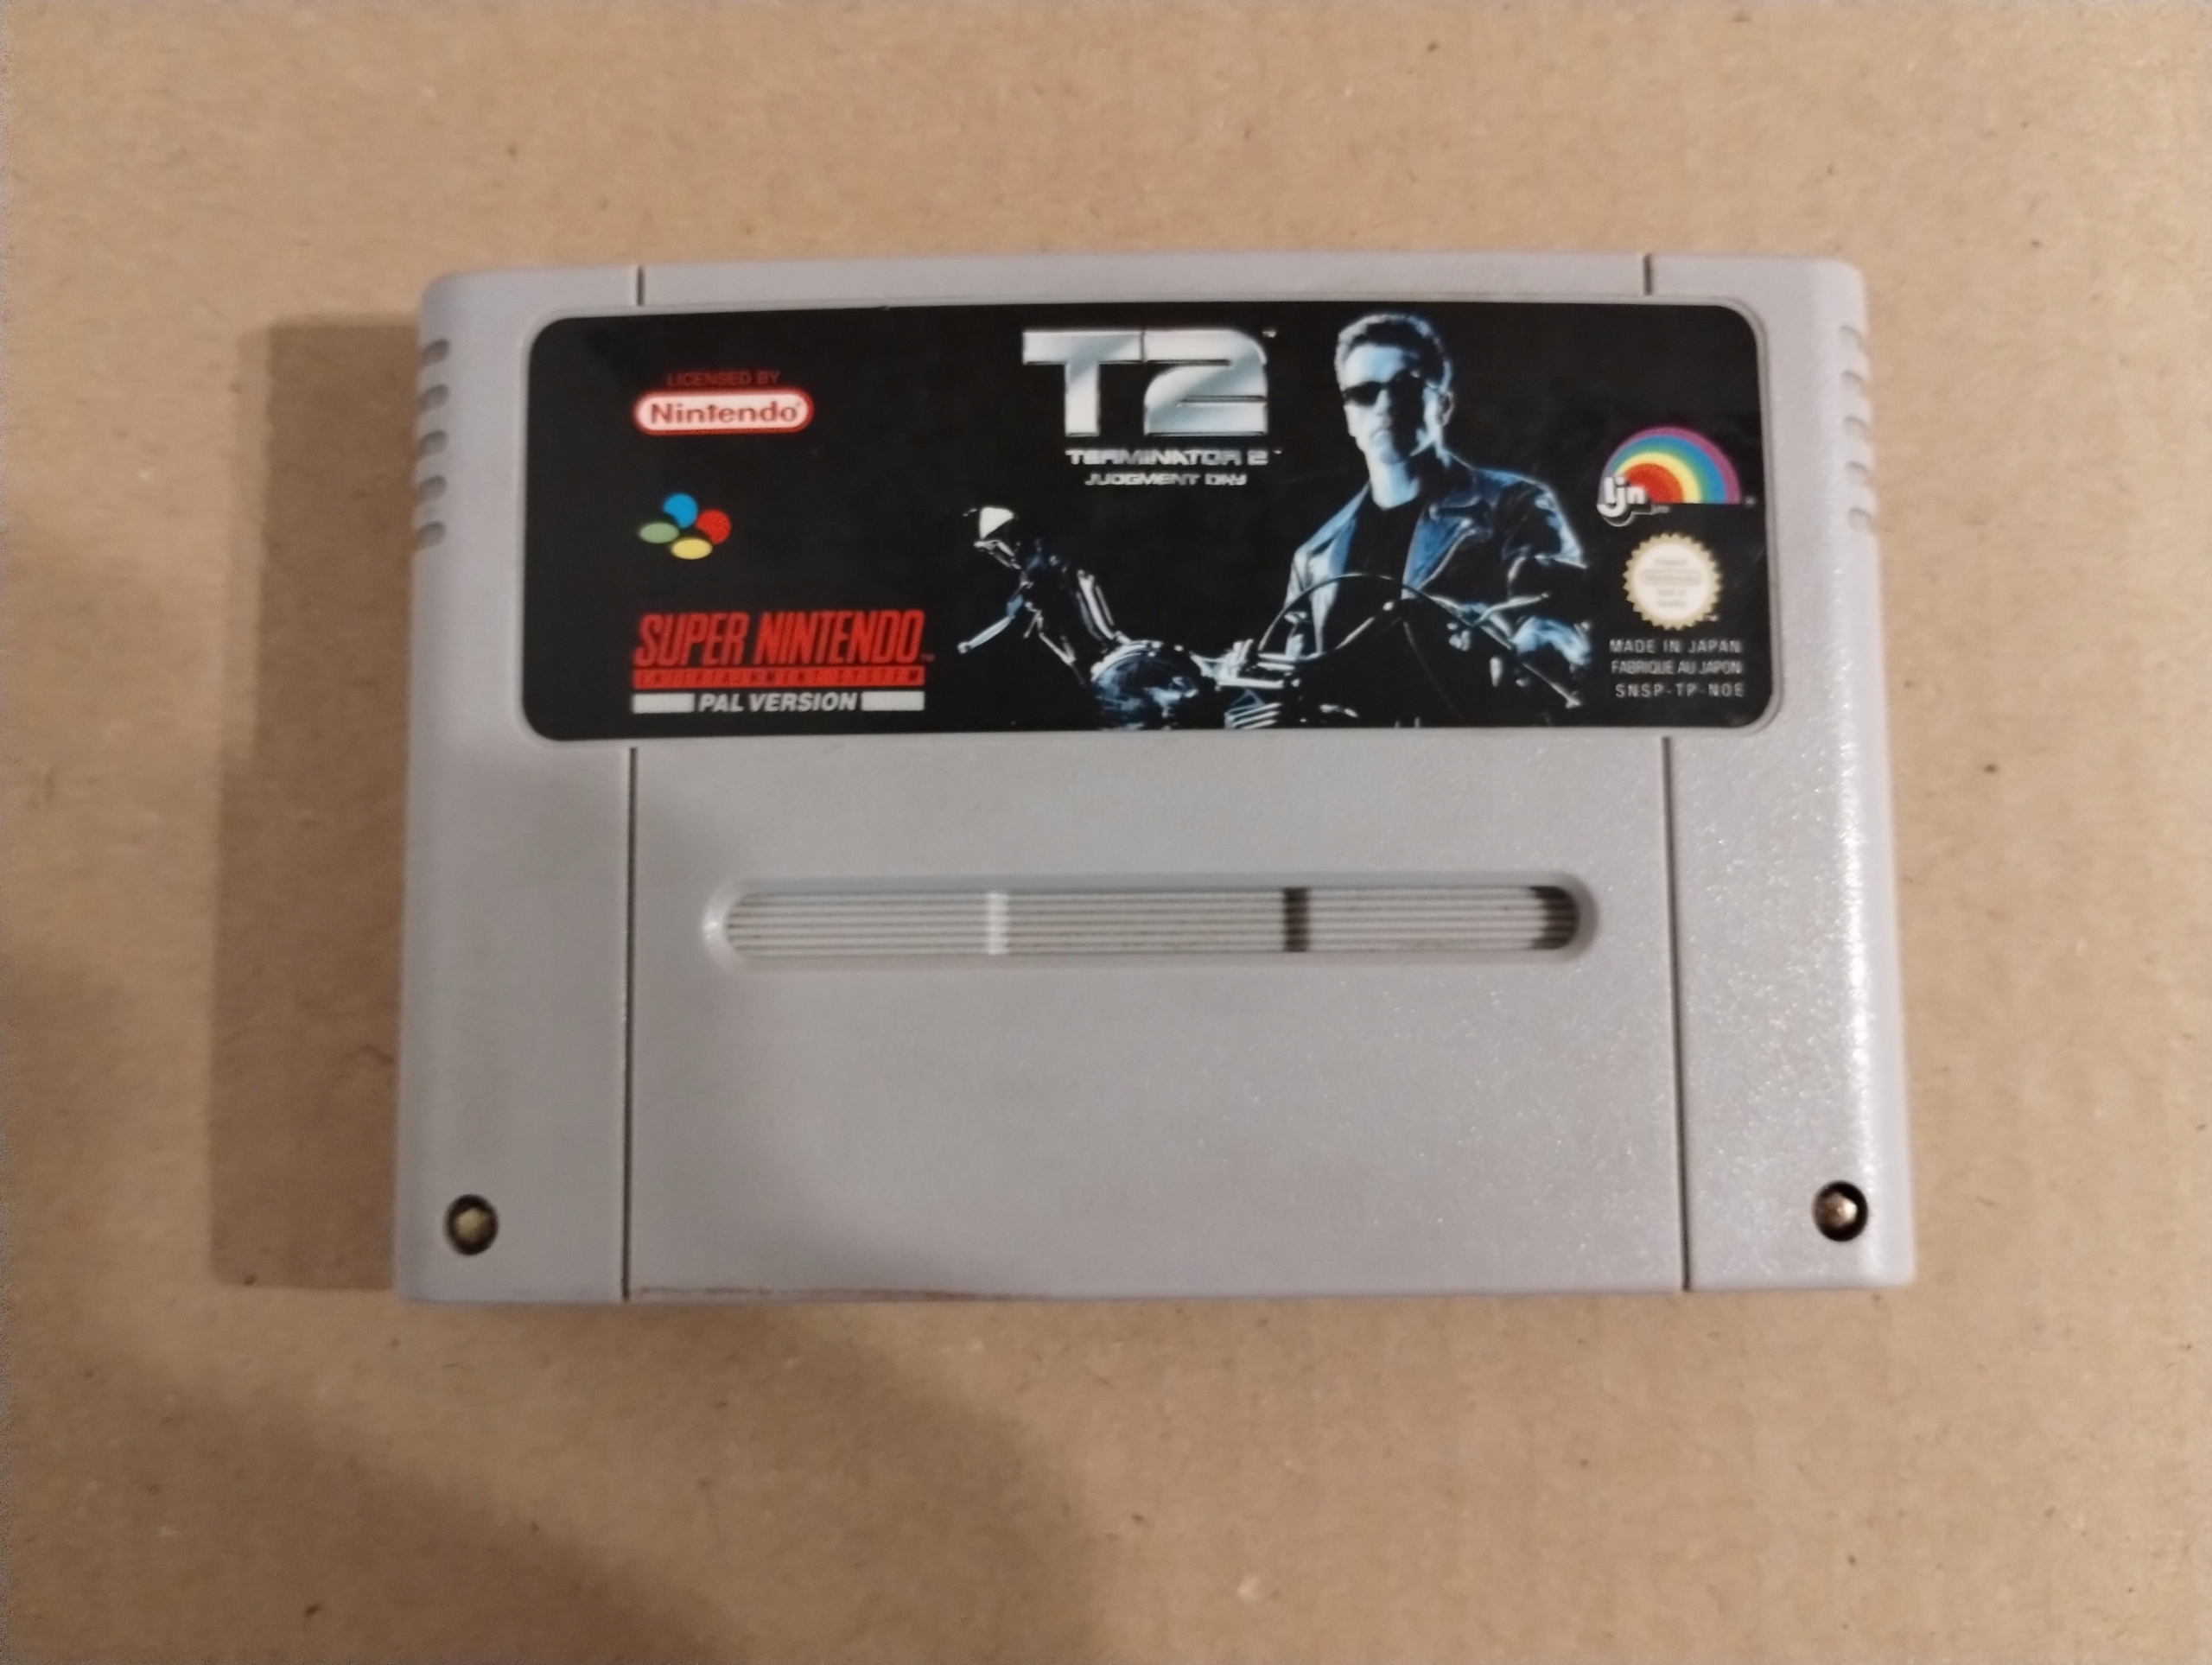 LICENSED BY
Nintendo
SUPER NINTENDO
ENTERTAINMENT SYSTEM
PAL VERSION
T2
TERMINATOR 2
JUDGMENT DAY
ljn
MADE IN JAPAN
FABRIQUE AU JAPON
SNSP-TP-NOE